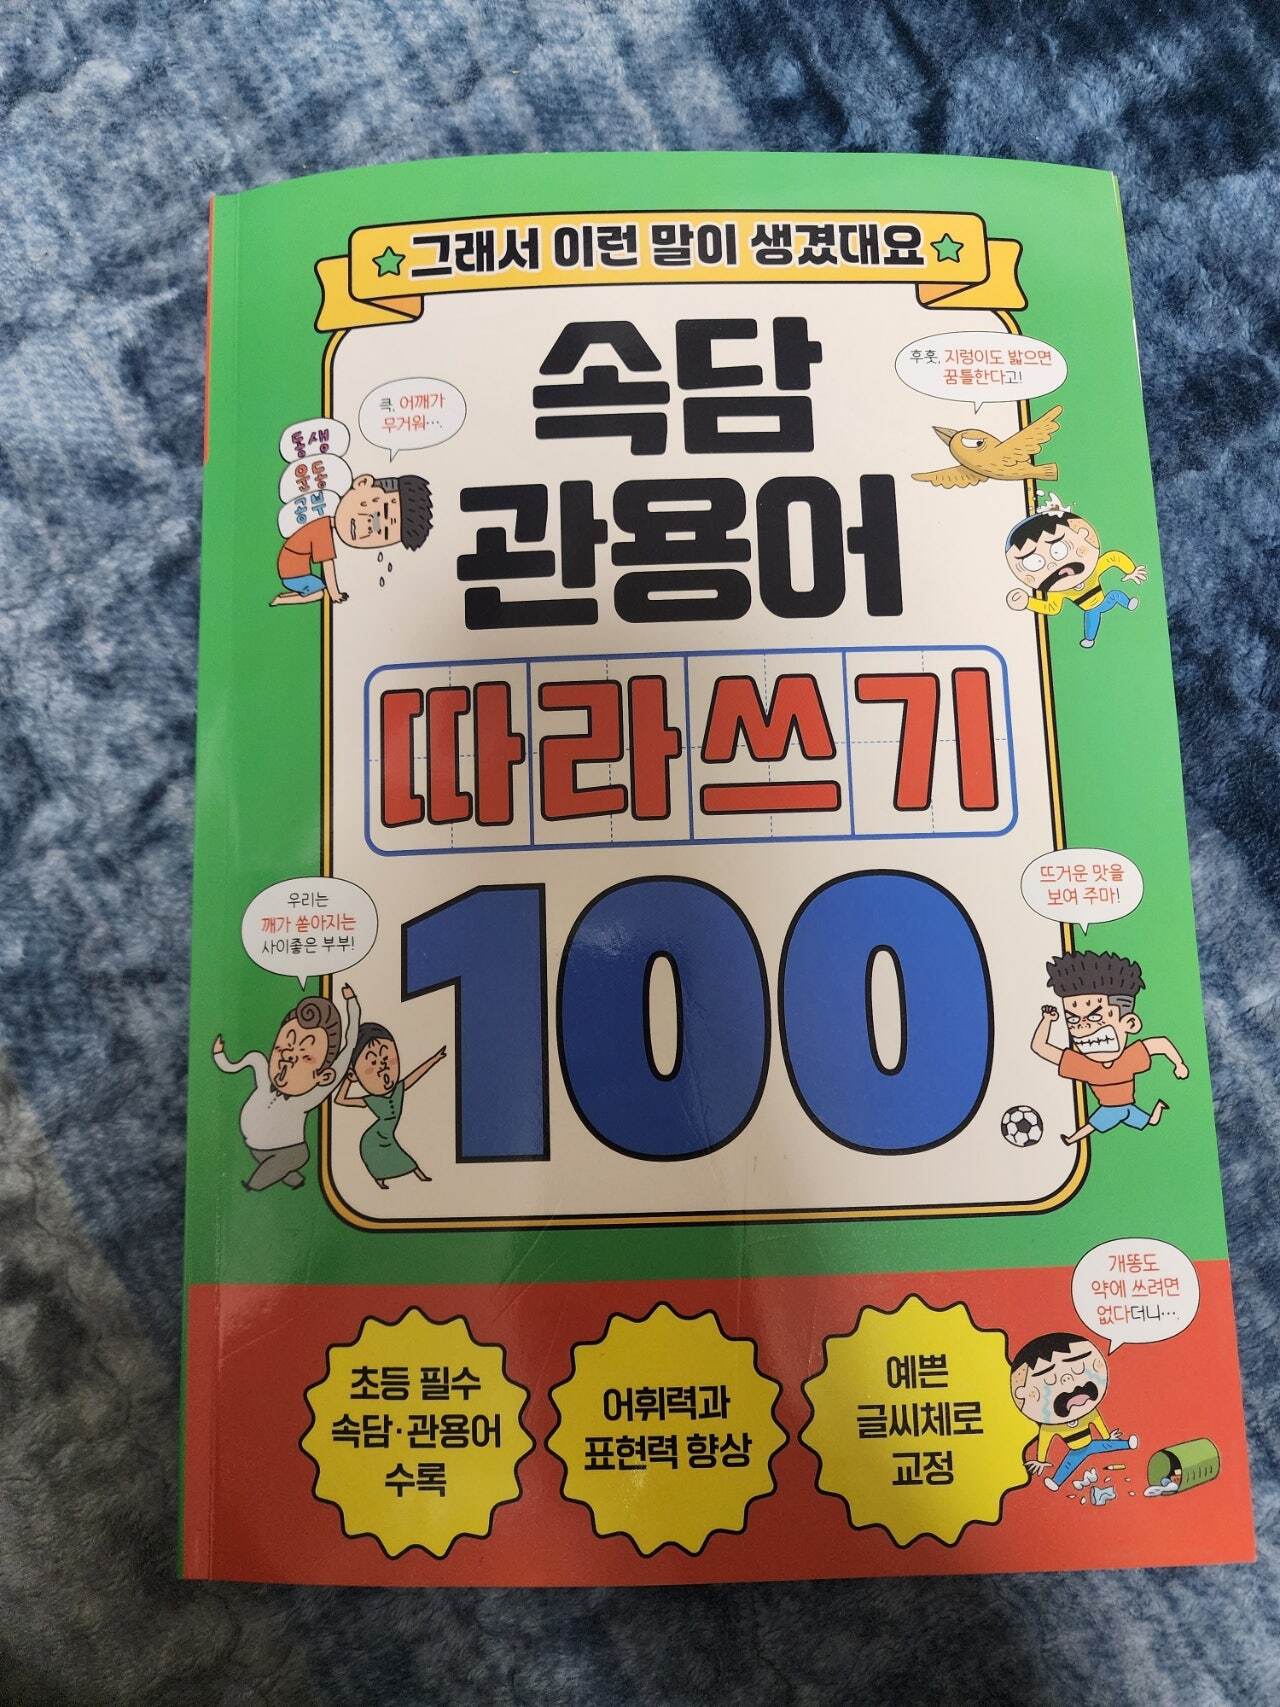 그래서 이런 말이 생겼대요
속담
관용어
따라쓰기
100
큭, 어깨가
무거워….
동생
운동
공부
후훗, 지렁이도 밟으면
꿈틀한다고!
우리는
깨가 쏟아지는
사이좋은 부부!
뜨거운 맛을
보여 주마!
개똥도
약에 쓰려면
없다더니….
초등 필수
속담·관용어
수록
어휘력과
표현력 향상
예쁜
글씨체로
교정